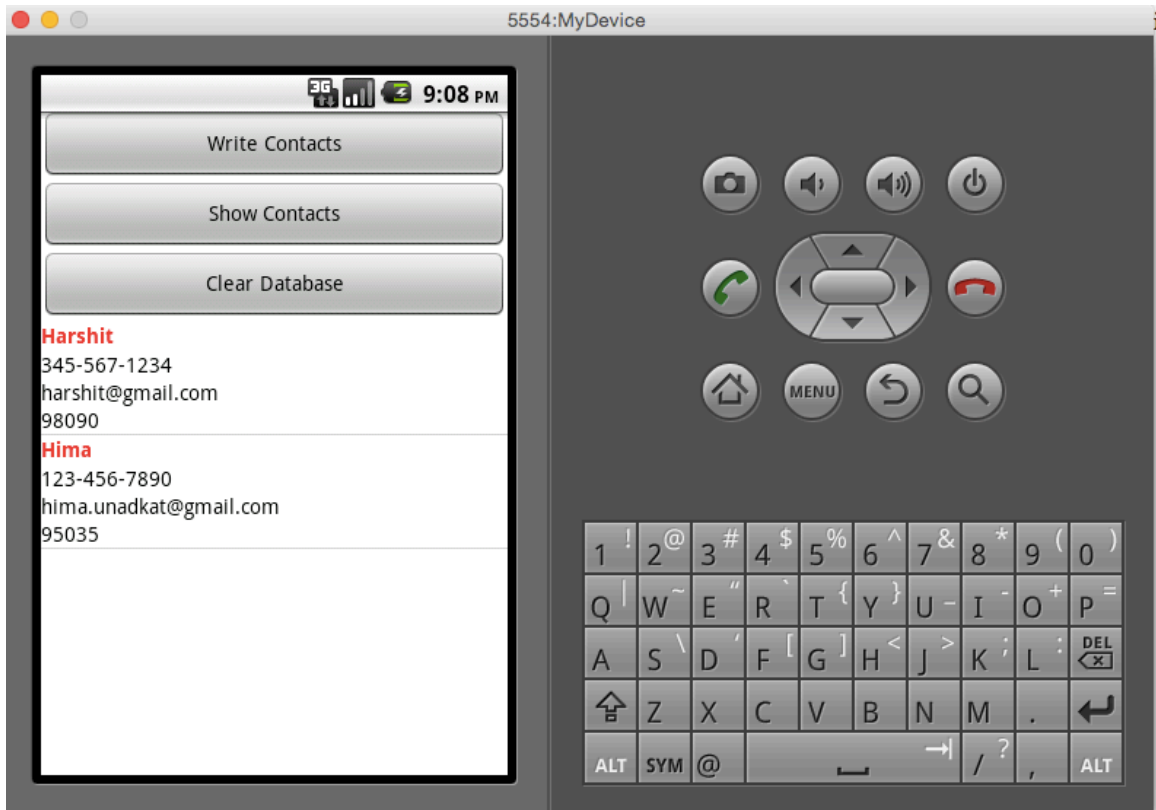 5554:MyDevice
3G 9:08 PM
Write Contacts
Show Contacts
Clear Database
Harshit
345-567-1234
harshit@gmail.com
98090
Hima
123-456-7890
hima.unadkat@gmail.com
95035
MENU
1 ! 2 @ 3 # 4 $ 5 % 6 ^ 7 & 8 * 9 ( 0 )
Q | W ~ E " R ` T { Y } U _ I - O + P =
A S \ D ' F [ G ] H < J > K ; L : DEL
Z X C V B N M .
ALT SYM @ / ? , ALT